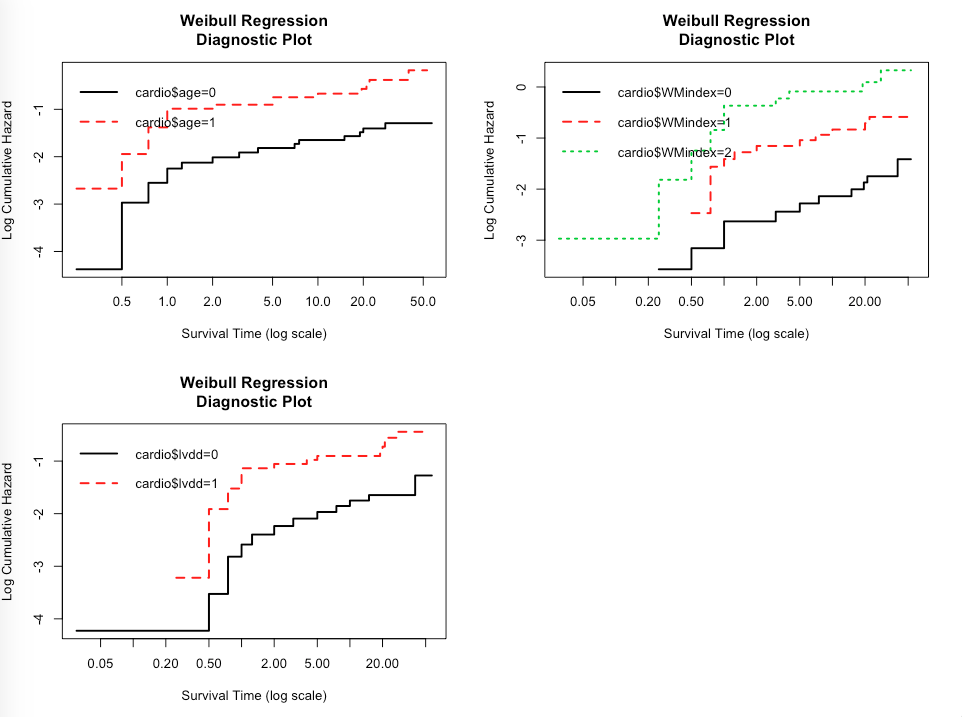 Weibull Regression
Diagnostic Plot
Log Cumulative Hazard
-1
-2
-3
-4
cardio$age=0
cardio$age=1
0.5 1.0 2.0 5.0 10.0 20.0 50.0
Survival Time (log scale)
Weibull Regression
Diagnostic Plot
Log Cumulative Hazard
0
-1
-2
-3
cardio$WMindex=0
cardio$WMindex=1
cardio$WMindex=2
0.05 0.20 0.50 2.00 5.00 20.00
Survival Time (log scale)
Weibull Regression
Diagnostic Plot
Log Cumulative Hazard
-1
-2
-3
-4
cardio$lvdd=0
cardio$lvdd=1
0.05 0.20 0.50 2.00 5.00 20.00
Survival Time (log scale)